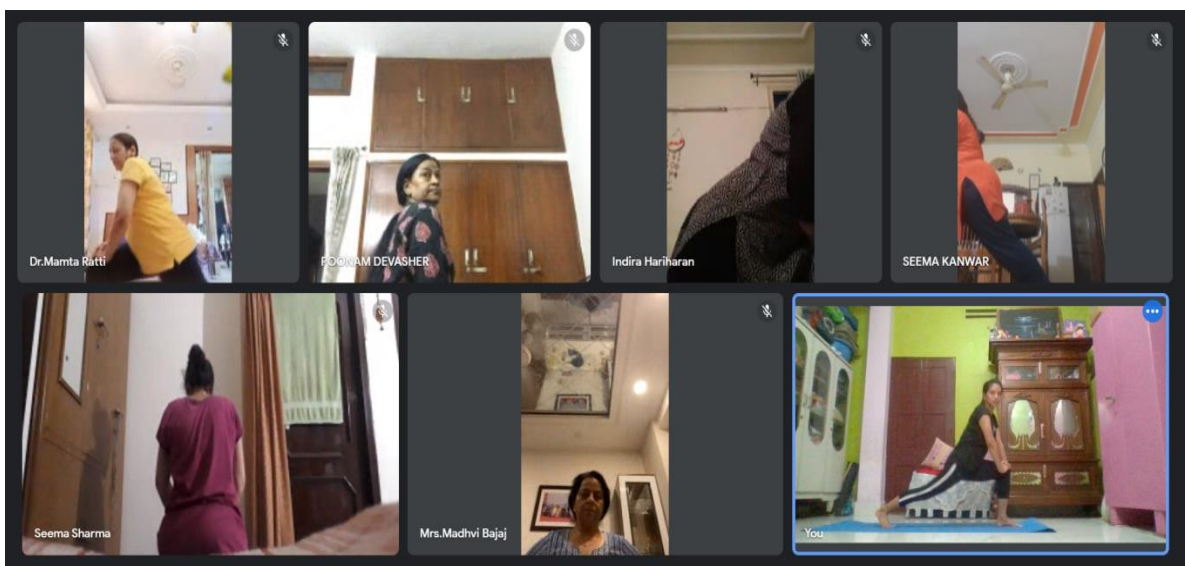 Dr.Mamta Ratti
POONAM DEVASHER
Indira Hariharan
SEEMA KANWAR
Seema Sharma
Mrs.Madhvi Bajaj
You